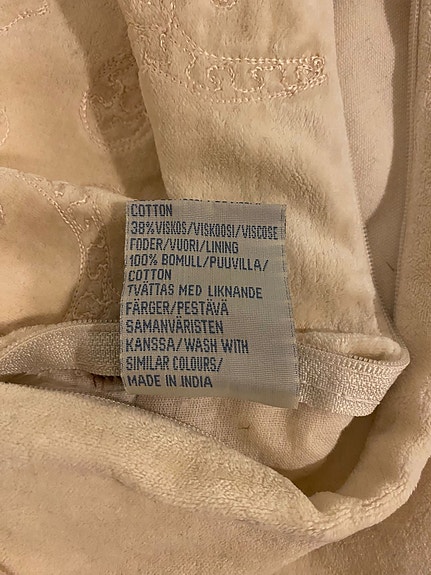 COTTON
38%VISKOS/VISKOOSI/VISCOSE
FODER/VUORI/LINING
100% BOMULL/PUUVILLA/
COTTON
TVÄTTAS MED LIKNANDE
FÄRGER/PESTÄVÄ
SAMANVÄRISTEN
KANSSA/WASH WITH
SIMILAR COLOURS/
MADE IN INDIA